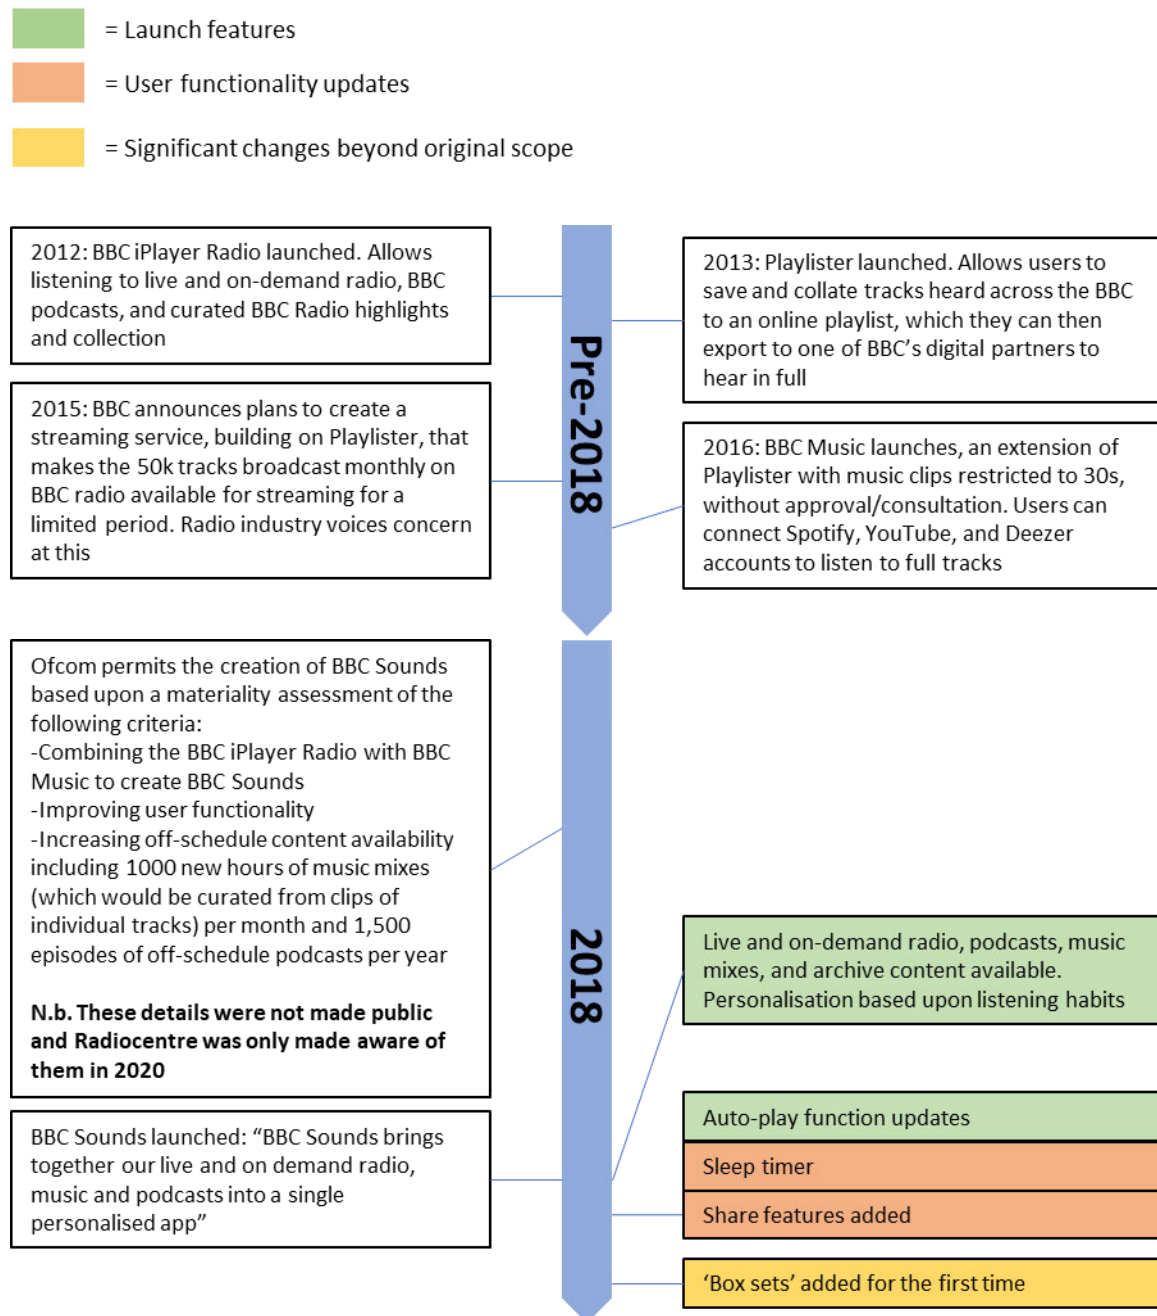 = Launch features
= User functionality updates
= Significant changes beyond original scope
Pre-2018
2012: BBC iPlayer Radio launched. Allows
listening to live and on-demand radio, BBC
podcasts, and curated BBC Radio highlights
and collection
2013: Playlister launched. Allows users to
save and collate tracks heard across the BBC
to an online playlist, which they can then
export to one of BBC’s digital partners to
hear in full
2015: BBC announces plans to create a
streaming service, building on Playlister, that
makes the 50k tracks broadcast monthly on
BBC radio available for streaming for a
limited period. Radio industry voices concern
at this
2016: BBC Music launches, an extension of
Playlister with music clips restricted to 30s,
without approval/consultation. Users can
connect Spotify, YouTube, and Deezer
accounts to listen to full tracks
2018
Ofcom permits the creation of BBC Sounds
based upon a materiality assessment of the
following criteria:
-Combining the BBC iPlayer Radio with BBC
Music to create BBC Sounds
-Improving user functionality
-Increasing off-schedule content availability
including 1000 new hours of music mixes
(which would be curated from clips of
individual tracks) per month and 1,500
episodes of off-schedule podcasts per year
N.b. These details were not made public
and Radiocentre was only made aware of
them in 2020
BBC Sounds launched: “BBC Sounds brings
together our live and on demand radio,
music and podcasts into a single
personalised app”
Live and on-demand radio, podcasts, music
mixes, and archive content available.
Personalisation based upon listening habits
Auto-play function updates
Sleep timer
Share features added
‘Box sets’ added for the first time